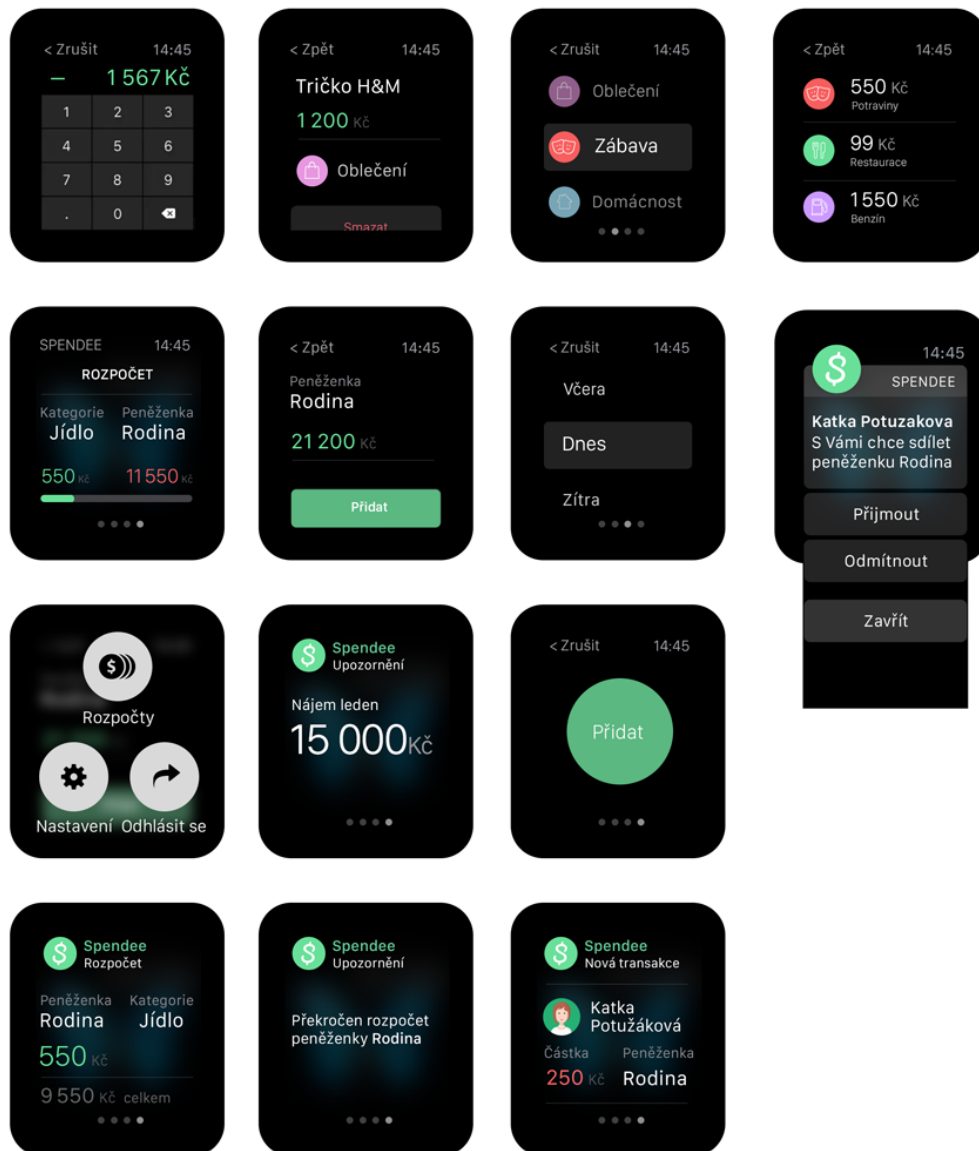 < Zrušit 14:45
– 1 567 Kč
1 2 3
4 5 6
7 8 9
. 0
< Zpět 14:45
Tričko H&M
1 200 Kč
Oblečení
Smazat
< Zrušit 14:45
Oblečení
Zábava
Domácnost
< Zpět 14:45
550 Kč
Potraviny
99 Kč
Restaurace
1 550 Kč
Benzín
SPENDEE 14:45
ROZPOČET
Kategorie Peněženka
Jídlo Rodina
550 Kč 11 550 Kč
< Zpět 14:45
Peněženka
Rodina
21 200 Kč
Přidat
< Zrušit 14:45
Včera
Dnes
Zítra
14:45
SPENDEE
Katka Potuzakova
S Vámi chce sdílet
peněženku Rodina
Přijmout
Odmítnout
Zavřít
Rozpočty
Nastavení Odhlásit se
Spendee
Upozornění
Nájem leden
15 000Kč
< Zrušit 14:45
Přidat
Spendee
Rozpočet
Peněženka Kategorie
Rodina Jídlo
550 Kč
9 550 Kč celkem
Spendee
Upozornění
Překročen rozpočet
peněženky Rodina
Spendee
Nová transakce
Katka
Potužáková
Částka Peněženka
250 Kč Rodina